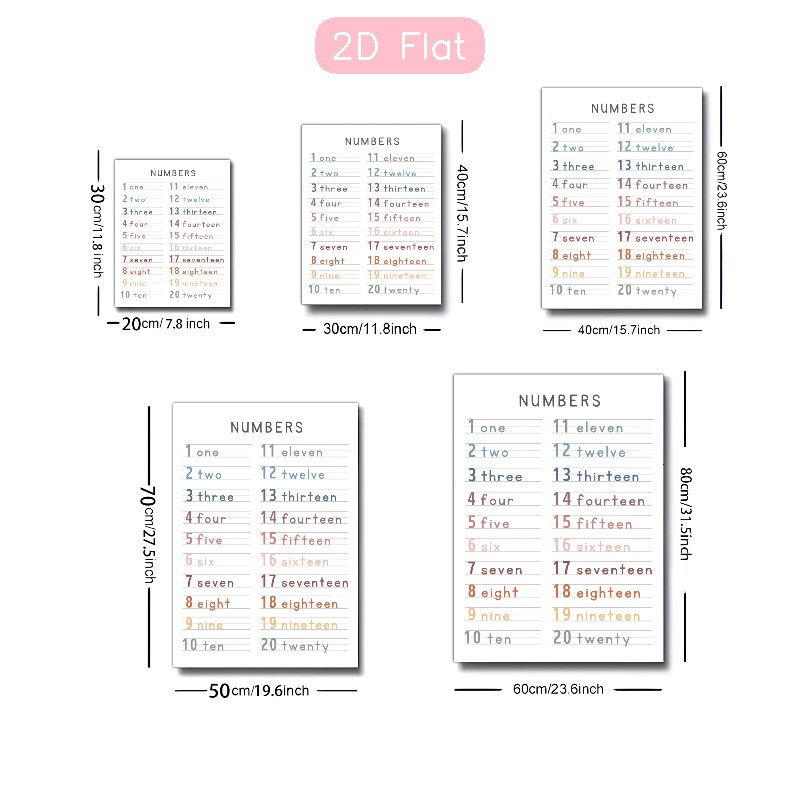 2D Flat
NUMBERS
1 one 11 eleven
2 two 12 twelve
3 three 13 thirteen
4 four 14 fourteen
5 five 15 fifteen
6 six 16 sixteen
7 seven 17 seventeen
8 eight 18 eighteen
9 nine 19 nineteen
10 ten 20 twenty
30cm/11.8 inch
20cm/ 7.8 inch
NUMBERS
1 one 11 eleven
2 two 12 twelve
3 three 13 thirteen
4 four 14 fourteen
5 five 15 fifteen
6 six 16 sixteen
7 seven 17 seventeen
8 eight 18 eighteen
9 nine 19 nineteen
10 ten 20 twenty
40cm/15.7inch
30cm/11.8inch
NUMBERS
1 one 11 eleven
2 two 12 twelve
3 three 13 thirteen
4 four 14 fourteen
5 five 15 fifteen
6 six 16 sixteen
7 seven 17 seventeen
8 eight 18 eighteen
9 nine 19 nineteen
10 ten 20 twenty
60cm/23.6inch
40cm/15.7inch
NUMBERS
1 one 11 eleven
2 two 12 twelve
3 three 13 thirteen
4 four 14 fourteen
5 five 15 fifteen
6 six 16 sixteen
7 seven 17 seventeen
8 eight 18 eighteen
9 nine 19 nineteen
10 ten 20 twenty
70cm/27.5inch
50cm/19.6inch
NUMBERS
1 one 11 eleven
2 two 12 twelve
3 three 13 thirteen
4 four 14 fourteen
5 five 15 fifteen
6 six 16 sixteen
7 seven 17 seventeen
8 eight 18 eighteen
9 nine 19 nineteen
10 ten 20 twenty
80cm/31.5inch
60cm/23.6inch